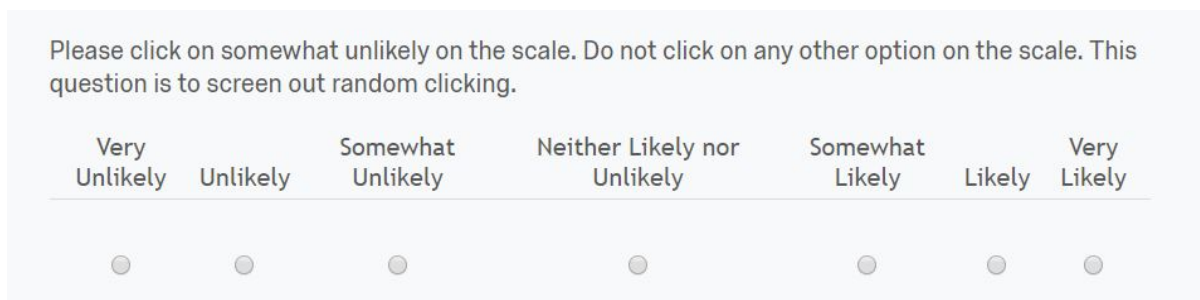 Please click on somewhat unlikely on the scale. Do not click on any other option on the scale. This
question is to screen out random clicking.
Very Unlikely
Unlikely
Somewhat Unlikely
Neither Likely nor Unlikely
Somewhat Likely
Likely
Very Likely